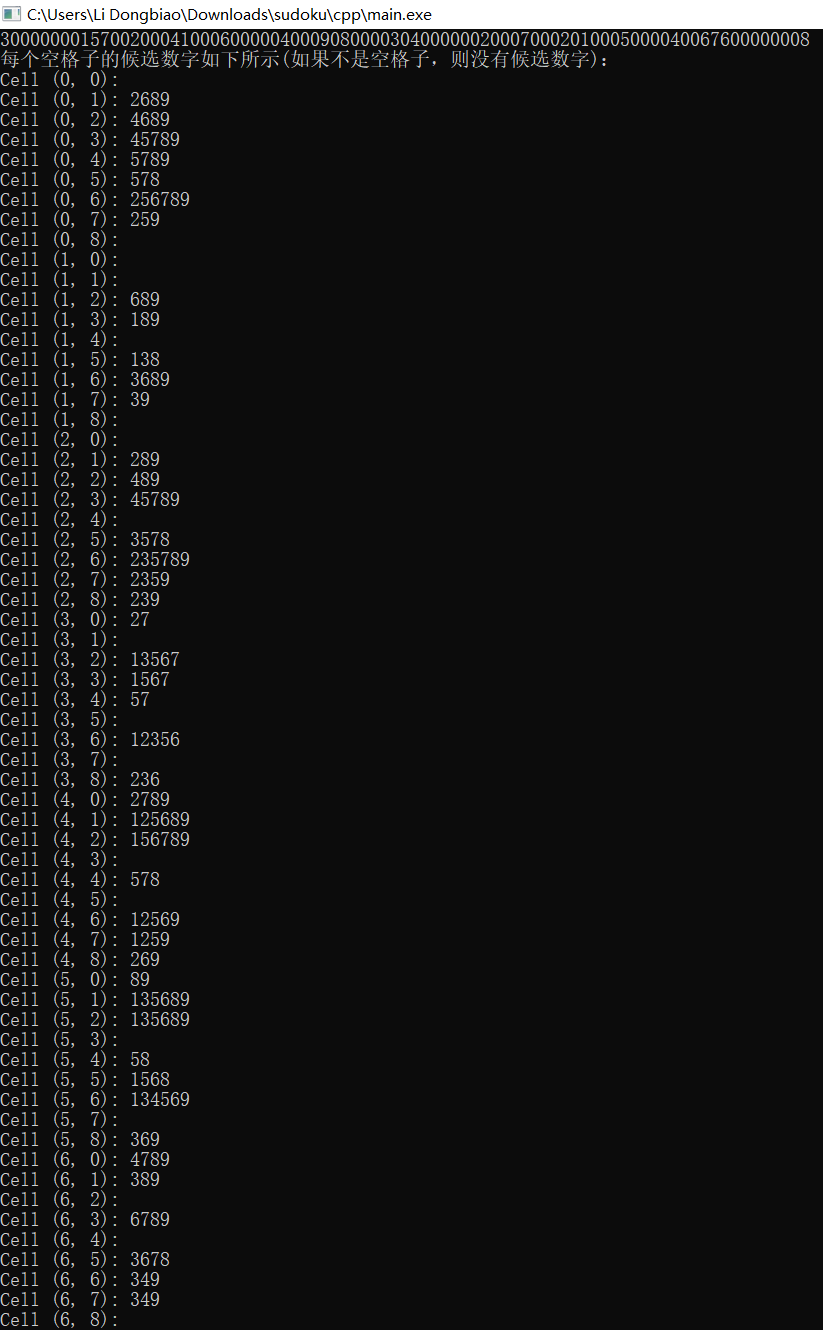 C:\Users\Li Dongbiao\Downloads\sudoku\cpp\main.exe
300000001570020004100060000040009080000304000000200070002010005000040067600000008
每个空格子的候选数字如下所示(如果不是空格子，则没有候选数字):
Cell (0, 0):
Cell (0, 1): 2689
Cell (0, 2): 4689
Cell (0, 3): 45789
Cell (0, 4): 5789
Cell (0, 5): 578
Cell (0, 6): 256789
Cell (0, 7): 259
Cell (0, 8):
Cell (1, 0):
Cell (1, 1):
Cell (1, 2): 689
Cell (1, 3): 189
Cell (1, 4):
Cell (1, 5): 138
Cell (1, 6): 3689
Cell (1, 7): 39
Cell (1, 8):
Cell (2, 0):
Cell (2, 1): 289
Cell (2, 2): 489
Cell (2, 3): 45789
Cell (2, 4):
Cell (2, 5): 3578
Cell (2, 6): 235789
Cell (2, 7): 2359
Cell (2, 8): 239
Cell (3, 0): 27
Cell (3, 1):
Cell (3, 2): 13567
Cell (3, 3): 1567
Cell (3, 4): 57
Cell (3, 5):
Cell (3, 6): 12356
Cell (3, 7):
Cell (3, 8): 236
Cell (4, 0): 2789
Cell (4, 1): 125689
Cell (4, 2): 156789
Cell (4, 3):
Cell (4, 4): 578
Cell (4, 5):
Cell (4, 6): 12569
Cell (4, 7): 1259
Cell (4, 8): 269
Cell (5, 0): 89
Cell (5, 1): 135689
Cell (5, 2): 135689
Cell (5, 3):
Cell (5, 4): 58
Cell (5, 5): 1568
Cell (5, 6): 134569
Cell (5, 7):
Cell (5, 8): 369
Cell (6, 0): 4789
Cell (6, 1): 389
Cell (6, 2):
Cell (6, 3): 6789
Cell (6, 4):
Cell (6, 5): 3678
Cell (6, 6): 349
Cell (6, 7): 349
Cell (6, 8):